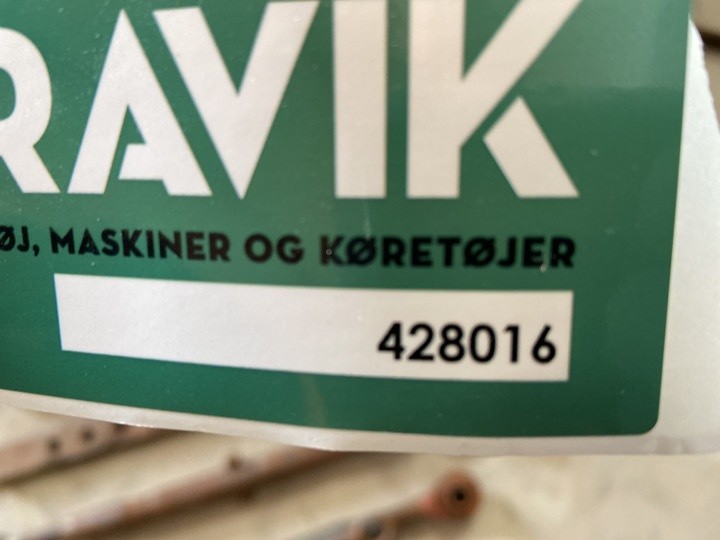 RAVIK
ØJ, MASKINER OG KØRETØJER
428016